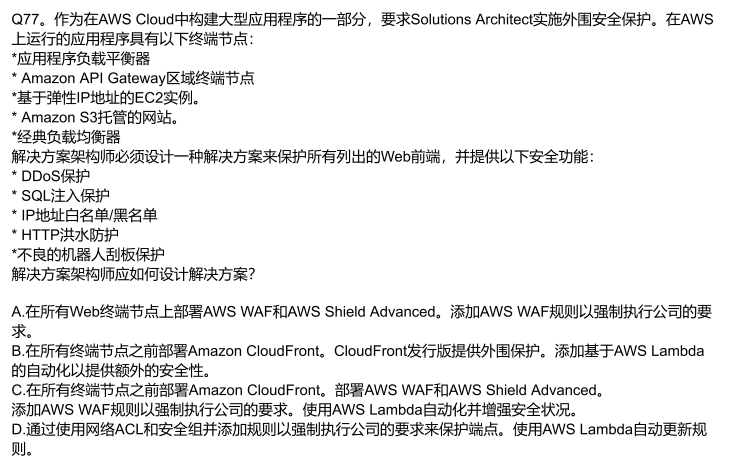 Q77。作为在AWS Cloud中构建大型应用程序的一部分，要求Solutions Architect实施外围安全保护。在AWS
上运行的应用程序具有以下终端节点：
*应用程序负载平衡器
* Amazon API Gateway区域终端节点
*基于弹性IP地址的EC2实例。
* Amazon S3托管的网站。
*经典负载均衡器
解决方案架构师必须设计一种解决方案来保护所有列出的Web前端，并提供以下安全功能：
* DDoS保护
* SQL注入保护
* IP地址白名单/黑名单
* HTTP洪水防护
*不良的机器人刮板保护
解决方案架构师应如何设计解决方案？
A.在所有Web终端节点上部署AWS WAF和AWS Shield Advanced。添加AWS WAF规则以强制执行公司的要
求。
B.在所有终端节点之前部署Amazon CloudFront。CloudFront发行版提供外围保护。添加基于AWS Lambda
的自动化以提供额外的安全性。
C.在所有终端节点之前部署Amazon CloudFront。部署AWS WAF和AWS Shield Advanced。
添加AWS WAF规则以强制执行公司的要求。使用AWS Lambda自动化并增强安全状况。
D.通过使用网络ACL和安全组并添加规则以强制执行公司的要求来保护端点。使用AWS Lambda自动更新规
则。